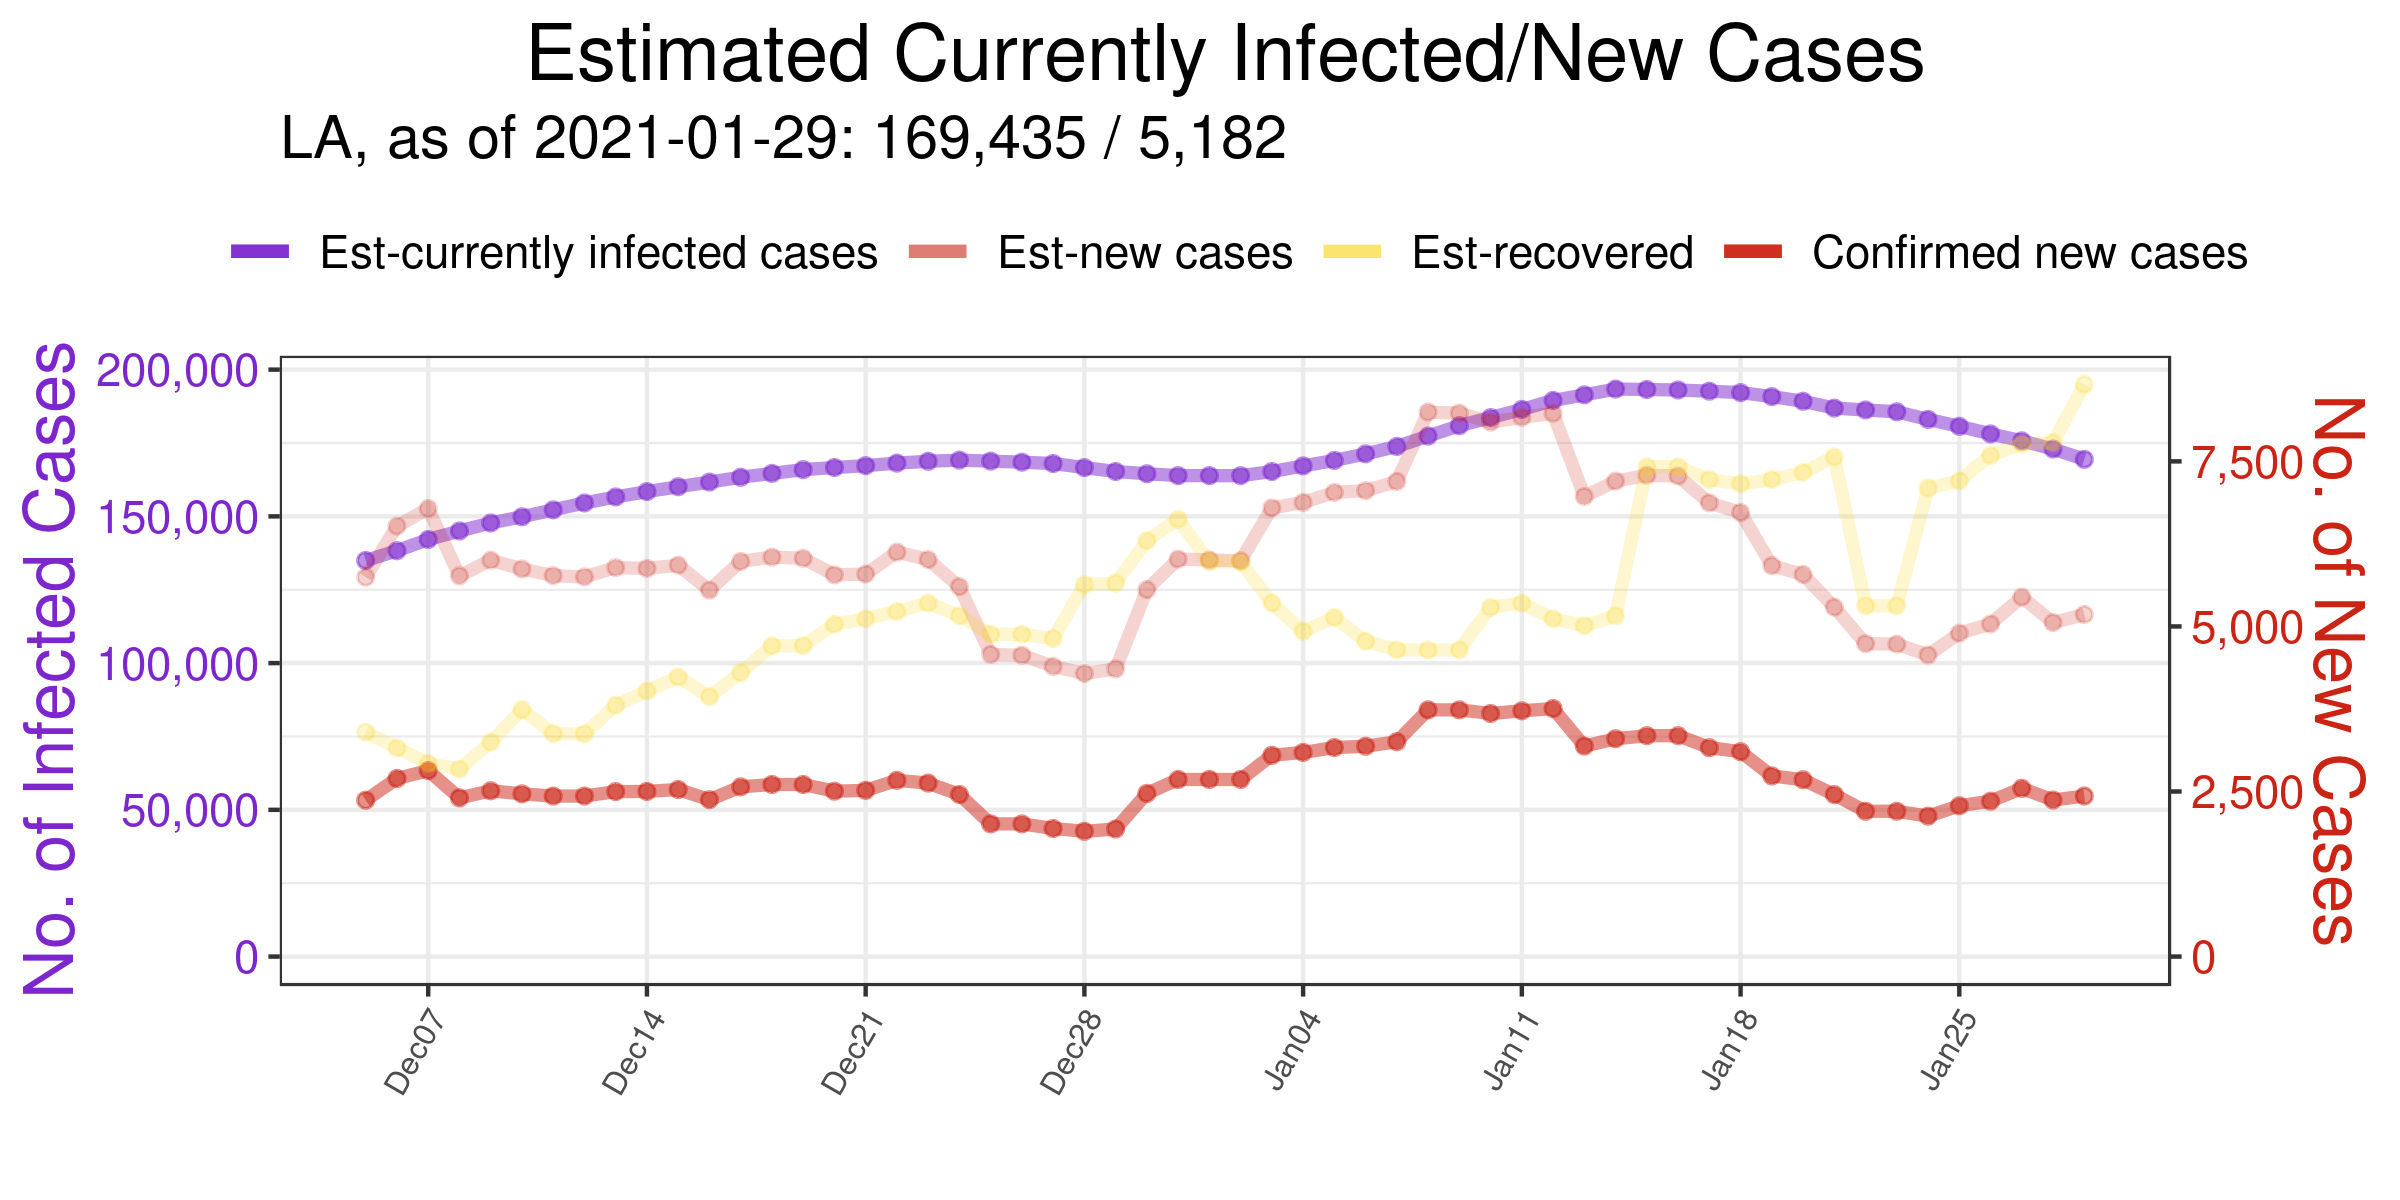 Estimated Currently Infected/New Cases
LA, as of 2021-01-29: 169,435 / 5,182
Est-currently infected cases Est-new cases Est-recovered Confirmed new cases
No. of Infected Cases
200,000
150,000
100,000
50,000
0
No. of New Cases
7,500
5,000
2,500
0
Dec07 Dec14 Dec21 Dec28 Jan04 Jan11 Jan18 Jan25